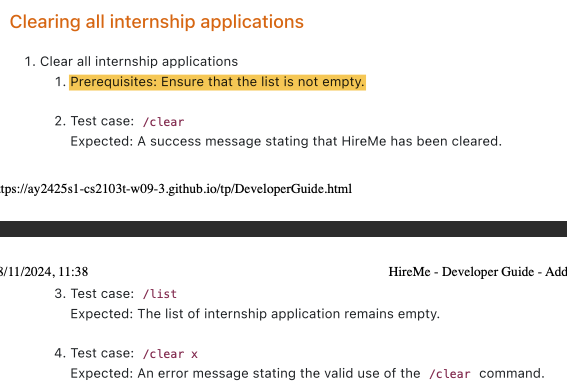 Clearing all internship applications
1. Clear all internship applications
1. Prerequisites: Ensure that the list is not empty.
2. Test case: /clear
Expected: A success message stating that HireMe has been cleared.
ttps://ay2425s1-cs2103t-w09-3.github.io/tp/DeveloperGuide.html
8/11/2024, 11:38 HireMe - Developer Guide - Add
3. Test case: /list
Expected: The list of internship application remains empty.
4. Test case: /clear x
Expected: An error message stating the valid use of the /clear command.